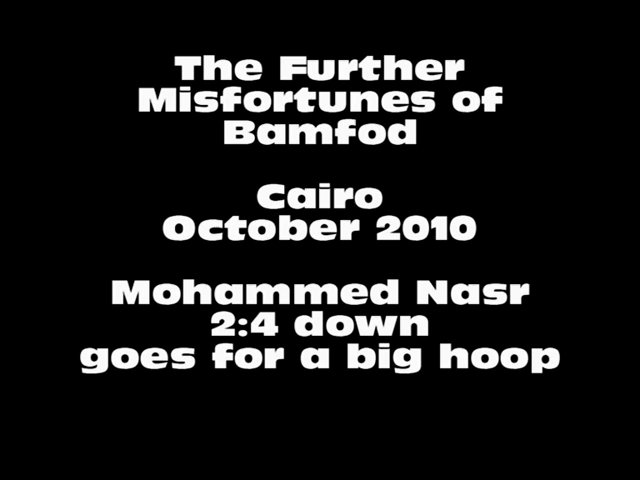 The Further
Misfortunes of
Bamfod
Cairo
October 2010
Mohammed Nasr
2:4 down
goes for a big hoop